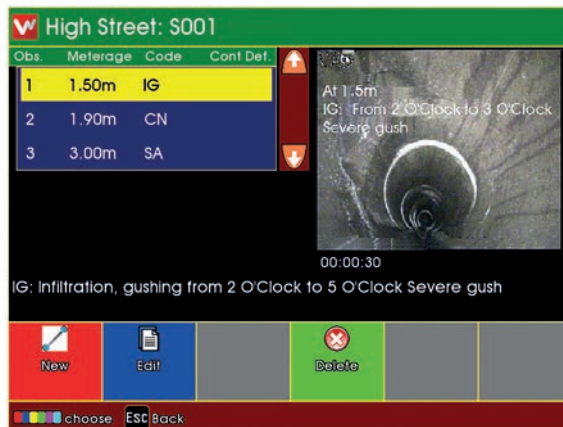 High Street: S001
Obs. Meterage Code Cont Def.
1 1.50m IG
2 1.90m CN
3 3.00m SA
At 1.5m
IG: From 2 O'Clock to 3 O'Clock
Severe gush
00:00:30
IG: Infiltration, gushing from 2 O'Clock to 5 O'Clock Severe gush
New Edit Delete
choose Esc Back